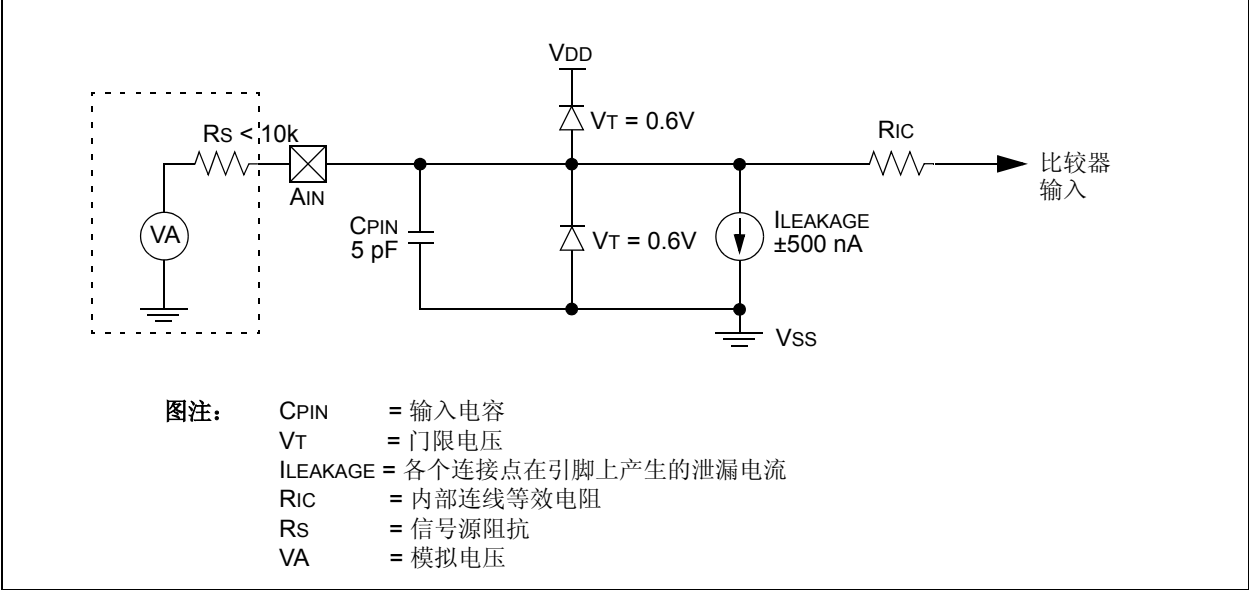 VDD
VT = 0.6V
RS < 10k
RIC
AIN
比较器
输入
VA
CPIN
5 pF
VT = 0.6V
ILEAKAGE
±500 nA
VSS
图注：
CPIN = 输入电容
VT = 门限电压
ILEAKAGE = 各个连接点在引脚上产生的泄漏电流
RIC = 内部连线等效电阻
RS = 信号源阻抗
VA = 模拟电压